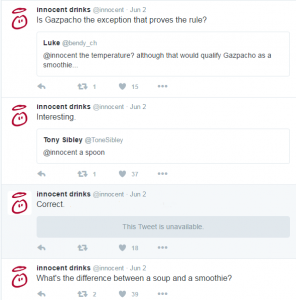 innocent drinks @innocent · Jun 2
Is Gazpacho the exception that proves the rule?
Luke @bendy_ch
@innocent the temperature? although that would qualify Gazpacho as a
smoothie...
1 15
innocent drinks @innocent · Jun 2
Interesting.
Tony Sibley @ToneSibley
@innocent a spoon
1 37
innocent drinks @innocent · Jun 2
Correct.
This Tweet is unavailable.
18
innocent drinks @innocent · Jun 2
What's the difference between a soup and a smoothie?
2 39